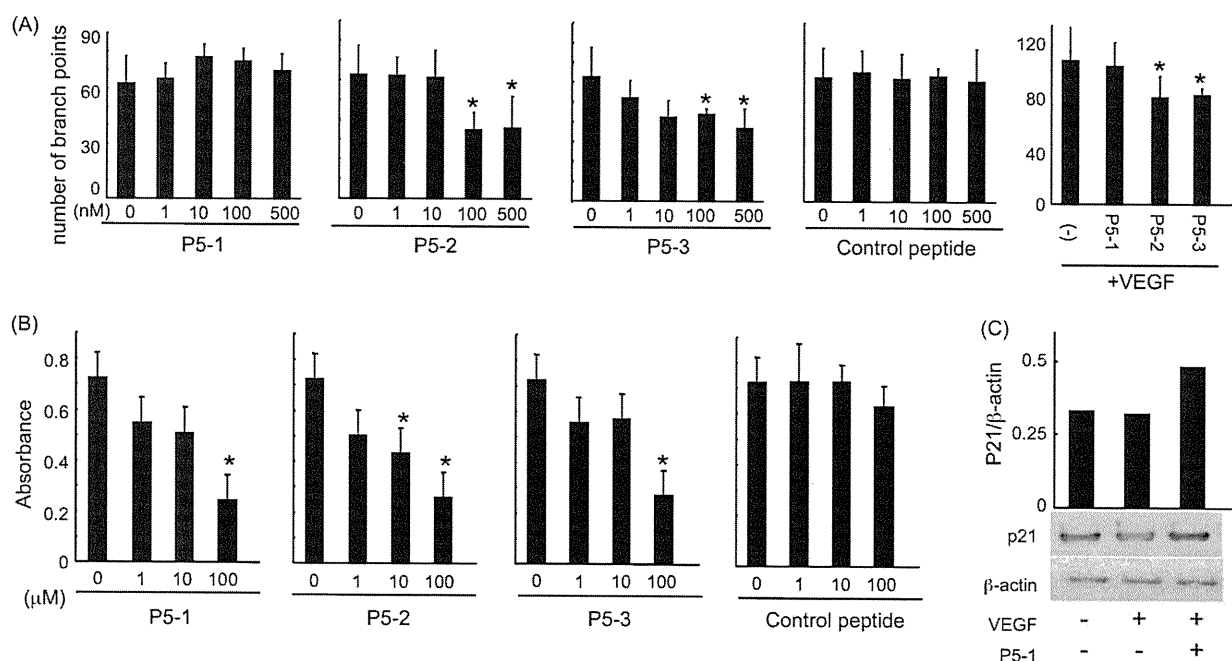 (A)
number of branch points
90
60
30
0
(nM)
0 1 10 100 500
P5-1
0 1 10 100 500
* *
P5-2
0 1 10 100 500
* *
P5-3
0 1 10 100 500
Control peptide
120
80
40
0
* *
(-) P5-1 P5-2 P5-3
+VEGF
(B)
Absorbance
0.8
0.6
0.4
0.2
0
(μM)
*
0 1 10 100
P5-1
* *
0 1 10 100
P5-2
*
0 1 10 100
P5-3
0 1 10 100
Control peptide
(C)
P21/β-actin
0.5
0.25
0
p21
β-actin
VEGF - + +
P5-1 - - +